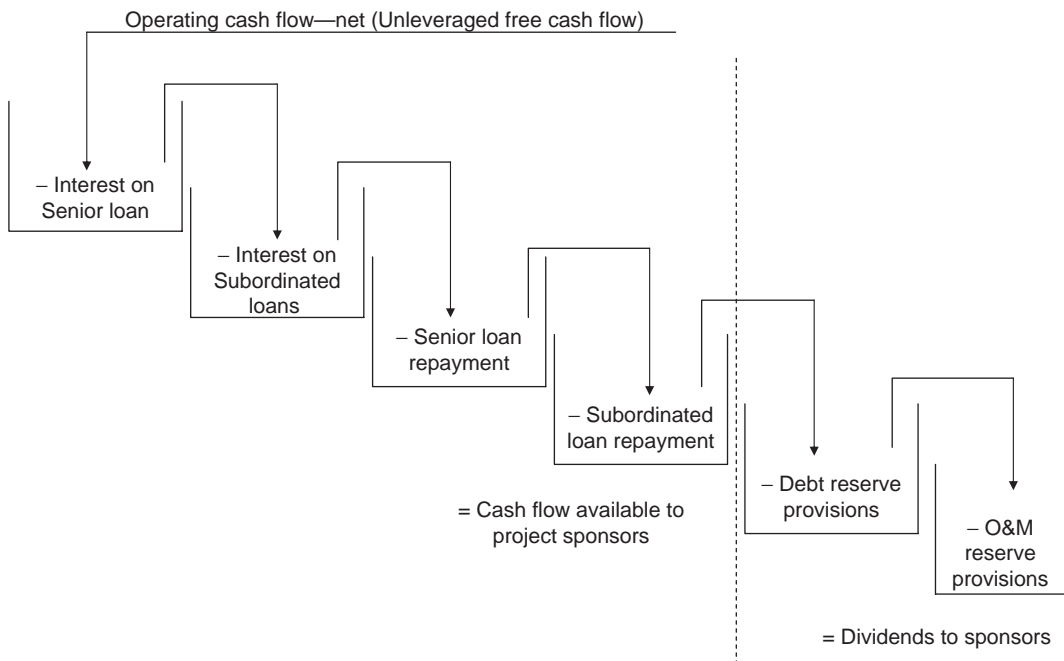 Operating cash flow—net (Unleveraged free cash flow)
– Interest on
Senior loan
– Interest on
Subordinated
loans
– Senior loan
repayment
– Subordinated
loan repayment
= Cash flow available to
project sponsors
– Debt reserve
provisions
– O&M
reserve
provisions
= Dividends to sponsors